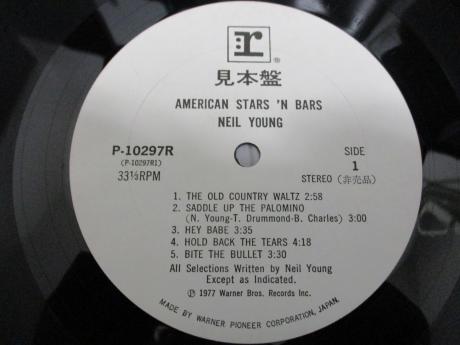 r
®
見本盤
AMERICAN STARS 'N BARS
NEIL YOUNG
P-10297R
(P-10297R1)
33⅓RPM
SIDE
1
STEREO (非売品)
1. THE OLD COUNTRY WALTZ 2:58
2. SADDLE UP THE PALOMINO
(N. Young-T. Drummond-B. Charles) 3:00
3. HEY BABE 3:35
4. HOLD BACK THE TEARS 4:18
5. BITE THE BULLET 3:30
All Selections Written by Neil Young
Except as Indicated.
℗ 1977 Warner Bros. Records Inc.
MADE BY WARNER PIONEER CORPORATION, JAPAN.